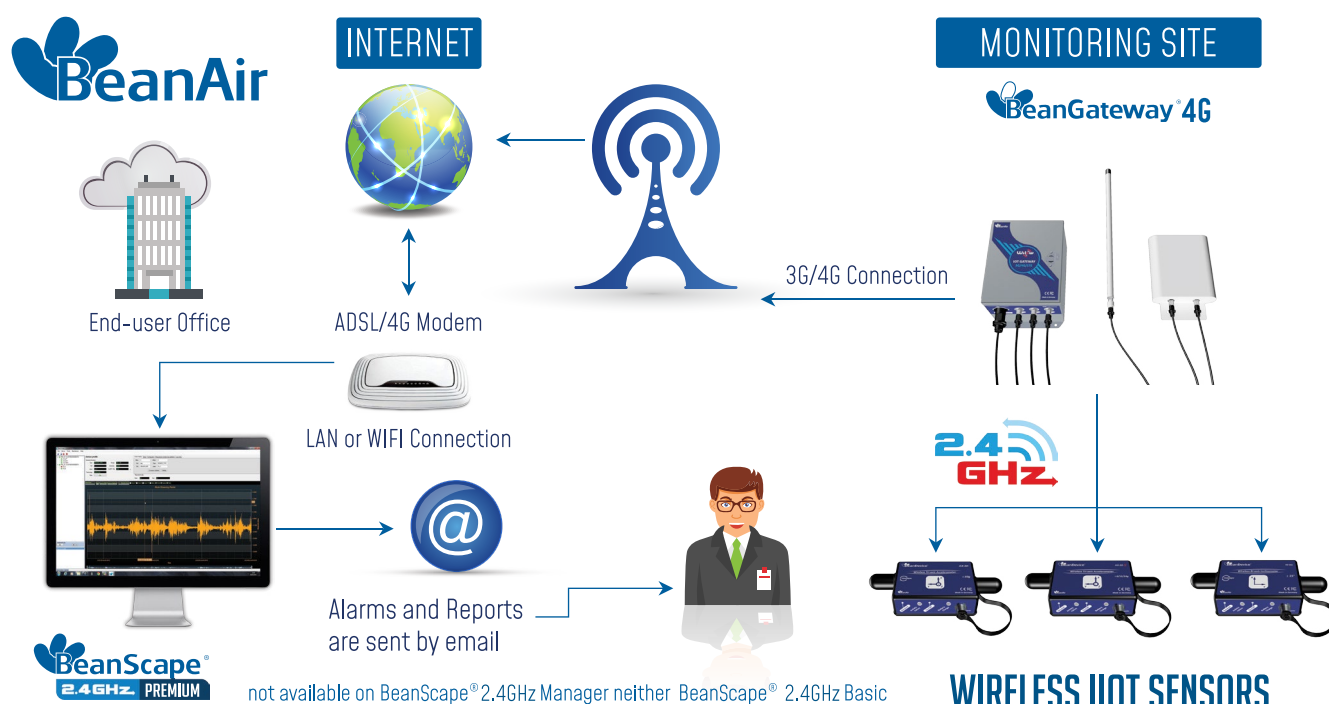 BeanAir
INTERNET
MONITORING SITE
BeanGateway® 4G
End-user Office
ADSL/4G Modem
3G/4G Connection
LAN or WIFI Connection
2.4
GHz
@
Alarms and Reports
are sent by email
BeanScape®
2.4GHz PREMIUM
not available on BeanScape® 2.4GHz Manager neither BeanScape® 2.4GHz Basic
WIRELESS IIOT SENSORS